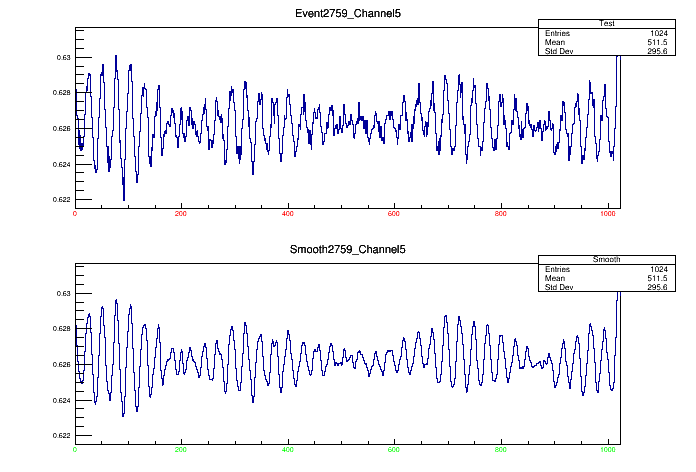 Event2759_Channel5
Test
Entries 1024
Mean 511.5
Std Dev 295.6
0.63
0.628
0.626
0.624
0.622
0 200 400 600 800 1000
Smooth2759_Channel5
Smooth
Entries 1024
Mean 511.5
Std Dev 295.6
0.63
0.628
0.626
0.624
0.622
0 200 400 600 800 1000